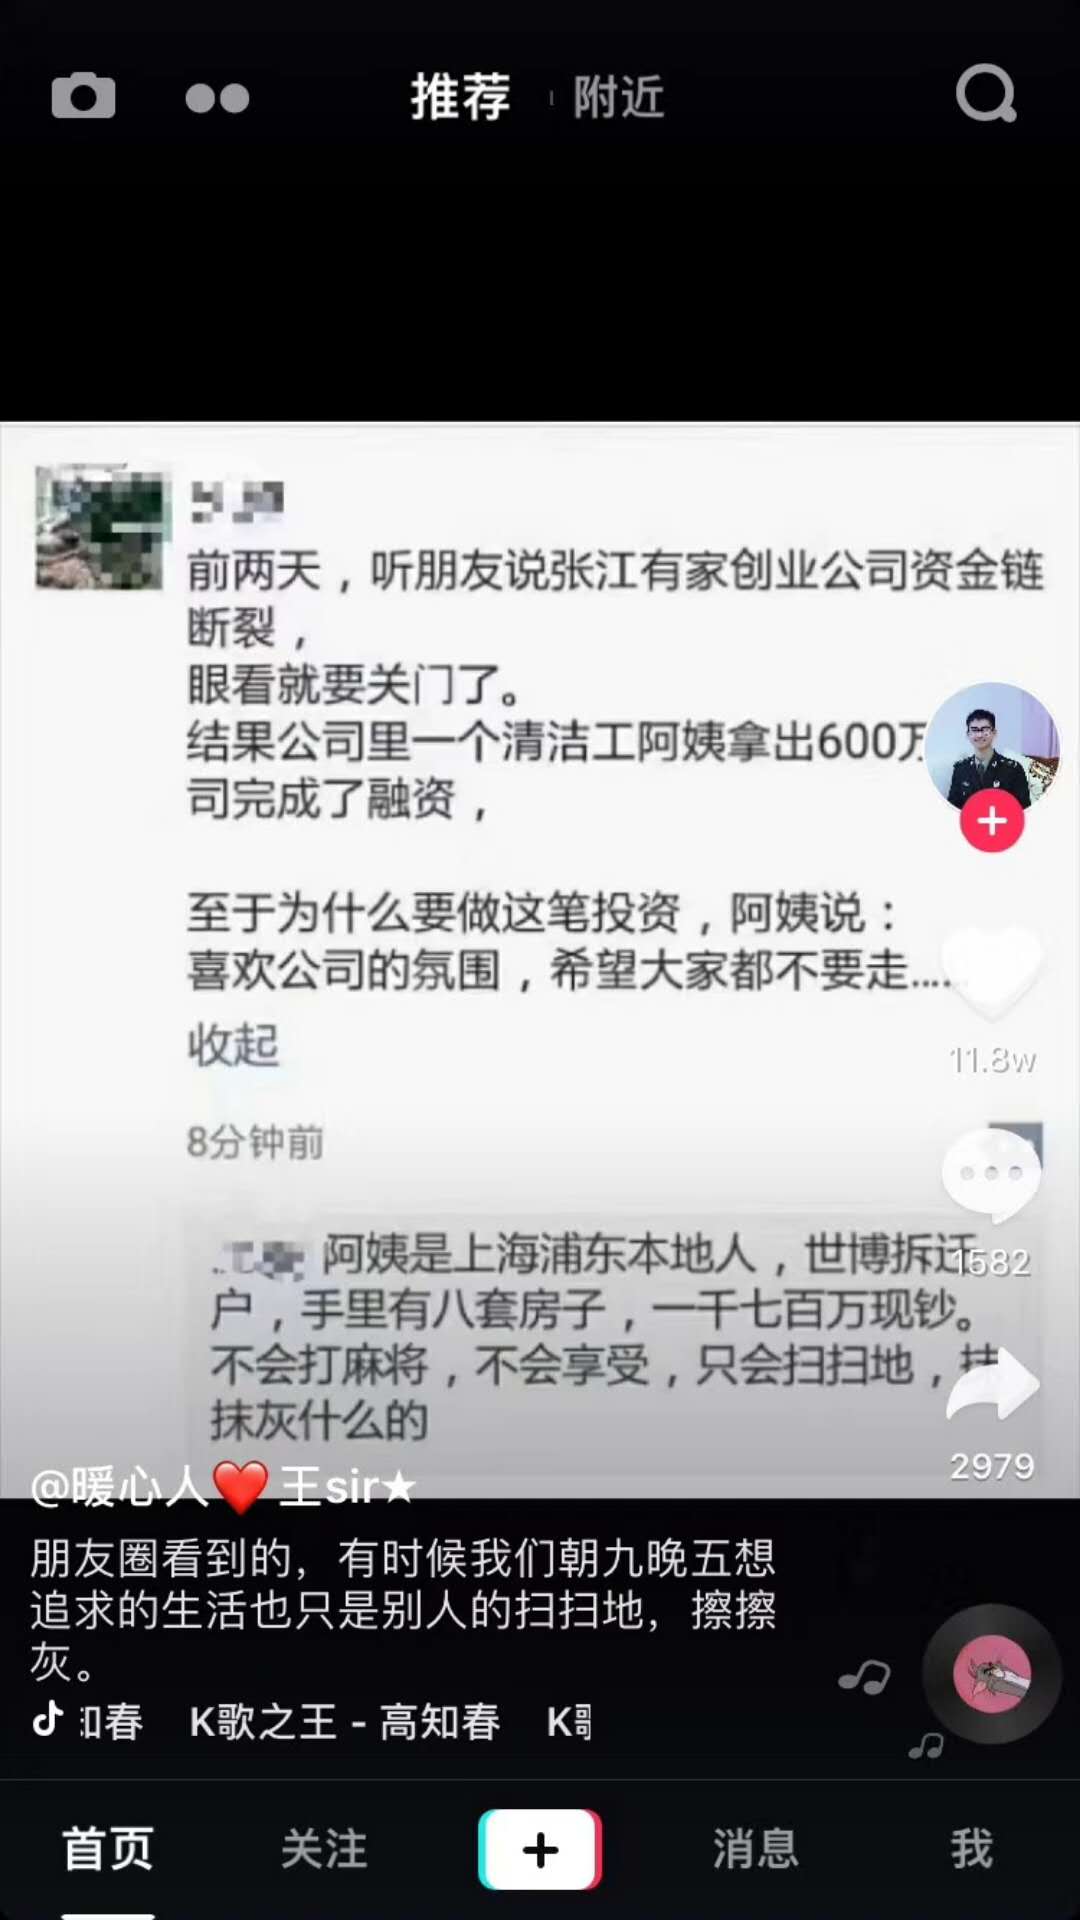 推荐 附近
前两天，听朋友说张江有家创业公司资金链
断裂，
眼看就要关门了。
结果公司里一个清洁工阿姨拿出600万
司完成了融资，
至于为什么要做这笔投资，阿姨说：
喜欢公司的氛围，希望大家都不要走……
收起
11.8w
8分钟前
阿姨是上海浦东本地人，世博拆迁
1582
户，手里有八套房子，一千七百万现钞。
不会打麻将，不会享受，只会扫扫地，抹
抹灰什么的
2979
@暖心人❤️王sir★
朋友圈看到的，有时候我们朝九晚五想
追求的生活也只是别人的扫扫地，擦擦
灰。
知春 K歌之王 - 高知春 K歌
首页 关注 消息 我